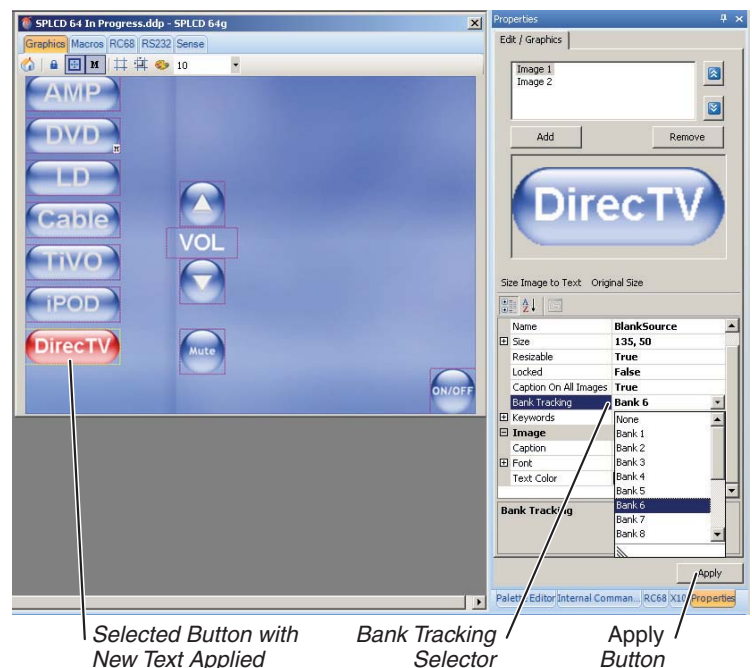 SPLCD 64 In Progress.ddp - SPLCD 64g
Graphics Macros RC68 RS232 Sense
M 10
AMP
DVD
M
LD
Cable
TiVO
iPOD
DirecTV
VOL
Mute
ON/OFF
Properties
Edit / Graphics
Image 1
Image 2
Add Remove
DirecTV
Size Image to Text Original Size
Name BlankSource
Size 135, 50
Resizable True
Locked False
Caption On All Images True
Bank Tracking Bank 6
Keywords None
Image Bank 1
Caption Bank 2
Font Bank 3
Text Color Bank 4
Bank 5
Bank Tracking Bank 6
Bank 7
Bank 8
Apply
Palette Editor Internal Comman... RC68 X10 Properties
Selected Button with
New Text Applied
Bank Tracking
Selector
Apply
Button